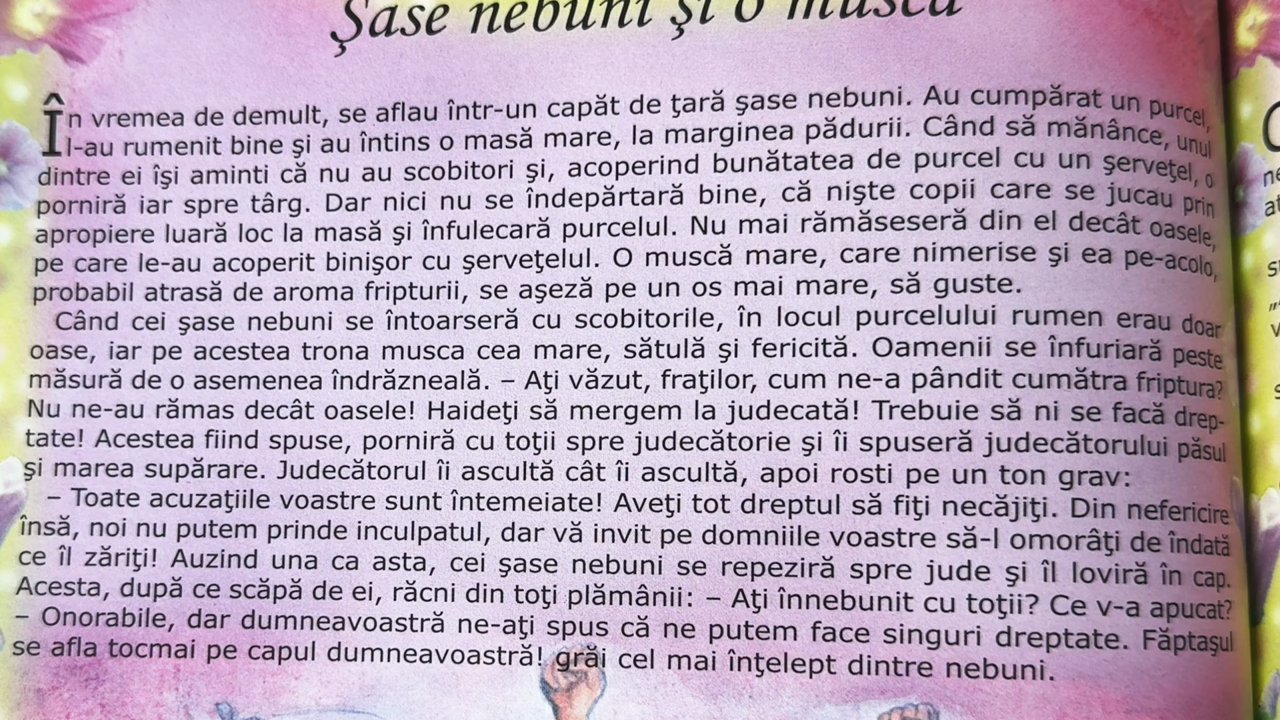 Şase nebuni şi o muscă
În vremea de demult, se aflau într-un capăt de ţară şase nebuni. Au cumpărat un purcel,
l-au rumenit bine şi au întins o masă mare, la marginea pădurii. Când să mănânce, unul
dintre ei îşi aminti că nu au scobitori şi, acoperind bunătatea de purcel cu un şerveţel, o
porniră iar spre târg. Dar nici nu se îndepărtară bine, că nişte copii care se jucau prin
apropiere luară loc la masă şi înfulecară purcelul. Nu mai rămăseseră din el decât oasele,
pe care le-au acoperit binişor cu şerveţelul. O muscă mare, care nimerise şi ea pe-acolo,
probabil atrasă de aroma fripturii, se aşeză pe un os mai mare, să guste.
Când cei şase nebuni se întoarseră cu scobitorile, în locul purcelului rumen erau doar
oase, iar pe acestea trona musca cea mare, sătulă şi fericită. Oamenii se înfuriară peste
măsură de o asemenea îndrăzneală. – Aţi văzut, fraţilor, cum ne-a pândit cumătra friptura?
Nu ne-au rămas decât oasele! Haideţi să mergem la judecată! Trebuie să ni se facă drep-
tate! Acestea fiind spuse, porniră cu toţii spre judecătorie şi îi spuseră judecătorului păsul
şi marea supărare. Judecătorul îi ascultă cât îi ascultă, apoi rosti pe un ton grav:
– Toate acuzaţiile voastre sunt întemeiate! Aveţi tot dreptul să fiţi necăjiţi. Din nefericire
însă, noi nu putem prinde inculpatul, dar vă invit pe domniile voastre să-l omorâţi de îndată
ce îl zăriţi! Auzind una ca asta, cei şase nebuni se repeziră spre jude şi îl loviră în cap.
Acesta, după ce scăpă de ei, răcni din toţi plămânii: – Aţi înnebunit cu toţii? Ce v-a apucat?
– Onorabile, dar dumneavoastră ne-aţi spus că ne putem face singuri dreptate. Făptaşul
se afla tocmai pe capul dumneavoastră! grăi cel mai înţelept dintre nebuni.